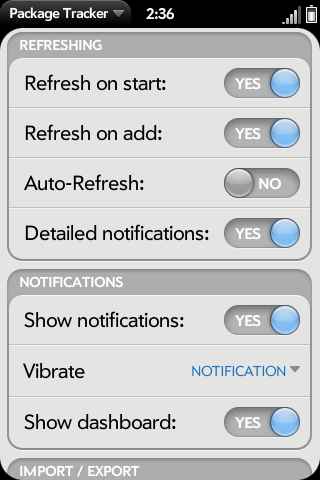 Package Tracker 2:36
REFRESHING
Refresh on start: YES
Refresh on add: YES
Auto-Refresh: NO
Detailed notifications: YES
NOTIFICATIONS
Show notifications: YES
Vibrate NOTIFICATION
Show dashboard: YES
IMPORT / EXPORT